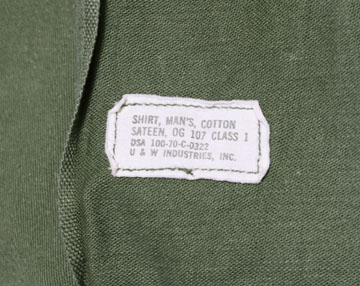 SHIRT, MAN'S, COTTON
SATEEN, OG 107 CLASS 1
DSA 100-70-C-0322
U & W INDUSTRIES, INC.